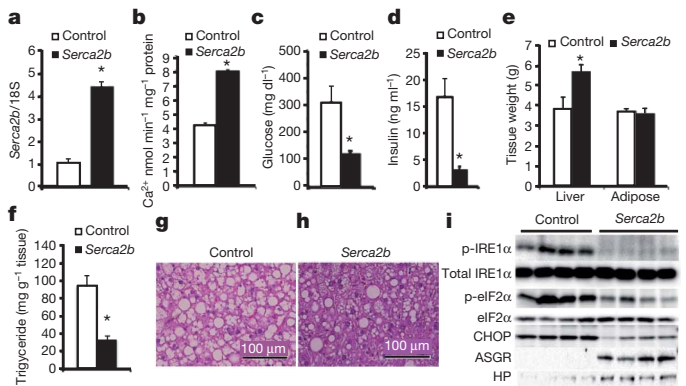 a
Control
Serca2b
Serca2b/18S
6
5
4
3
2
1
0
*
b
Control
Serca2b
Ca²⁺ nmol min⁻¹ mg⁻¹ protein
10
8
6
4
2
0
*
c
Control
Serca2b
Glucose (mg dl⁻¹)
500
400
300
200
100
0
*
d
Control
Serca2b
Insulin (ng ml⁻¹)
25
20
15
10
5
0
*
e
Control
Serca2b
Tissue weight (g)
7
6
5
4
3
2
1
0
*
Liver
Adipose
f
Control
Serca2b
Trigyceride (mg g⁻¹ tissue)
140
120
100
80
60
40
20
0
*
g
Control
100 μm
h
Serca2b
100 μm
i
Control
Serca2b
p-IRE1α
Total IRE1α
p-eIF2α
eIF2α
CHOP
ASGR
HP